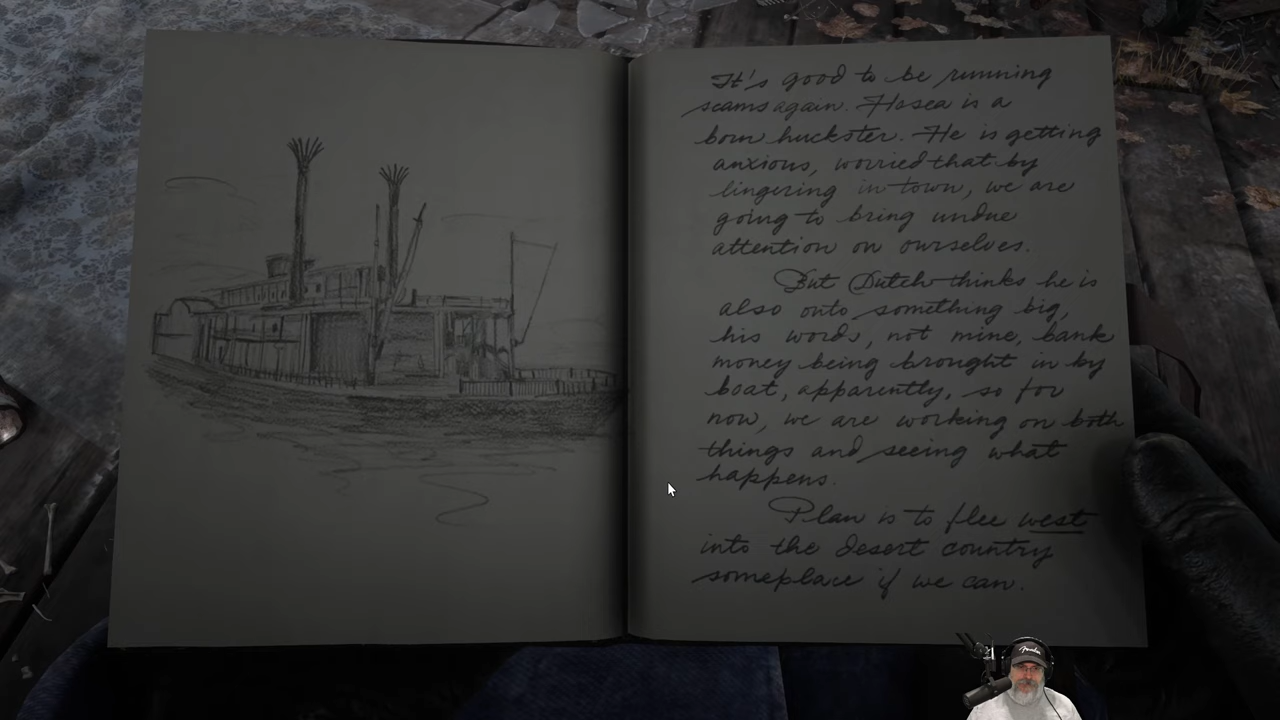 It's good to be running
scams again. Hosea is a
born huckster. He is getting
anxious, worried that by
lingering in town, we are
going to bring undue
attention on ourselves.
But Dutch thinks he is
also onto something big,
his words, not mine, bank
money being brought in by
boat, apparently, so for
now, we are working on both
things and seeing what
happens.
Plan is to flee west
into the desert country
someplace if we can.
Fender